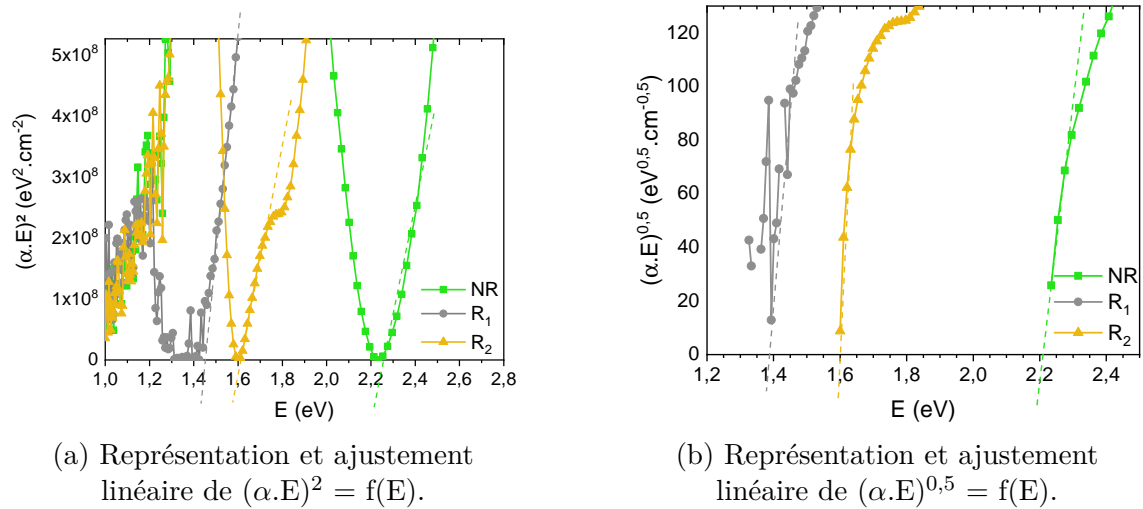 (α.E)² (eV².cm⁻²)
5x10⁸
4x10⁸
3x10⁸
2x10⁸
1x10⁸
0
1,0 1,2 1,4 1,6 1,8 2,0 2,2 2,4 2,6 2,8
E (eV)
NR
R₁
R₂
(a) Représentation et ajustement
linéaire de (α.E)² = f(E).
(α.E)⁰,⁵ (eV⁰,⁵.cm⁻⁰,⁵)
120
100
80
60
40
20
0
1,2 1,4 1,6 1,8 2,0 2,2 2,4
E (eV)
NR
R₁
R₂
(b) Représentation et ajustement
linéaire de (α.E)⁰,⁵ = f(E).